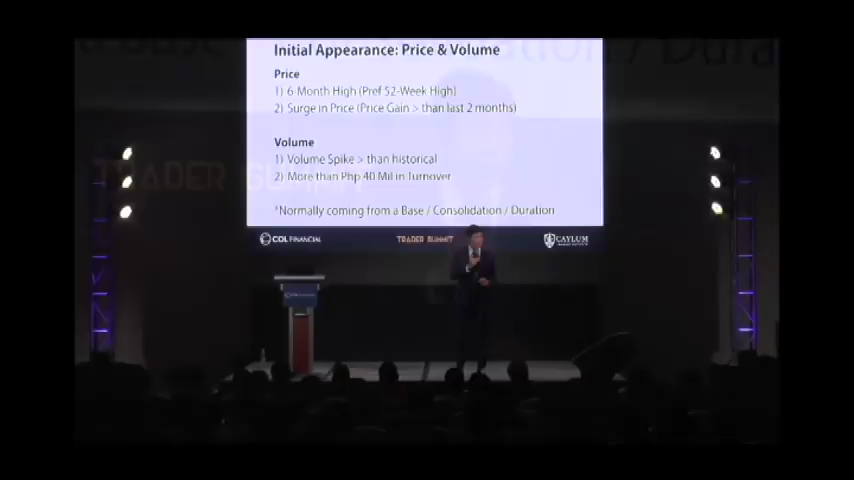 Initial Appearance: Price & Volume
Price
1) 6-Month High (Pref 52-Week High)
2) Surge in Price (Price Gain > than last 2 months)
Volume
1) Volume Spike > than historical
2) More than Php 40 Mil in Turnover
*Normally coming from a Base / Consolidation / Duration
COL FINANCIAL
TRADER SUMMIT
CAYLUM
TRADER SUMMIT